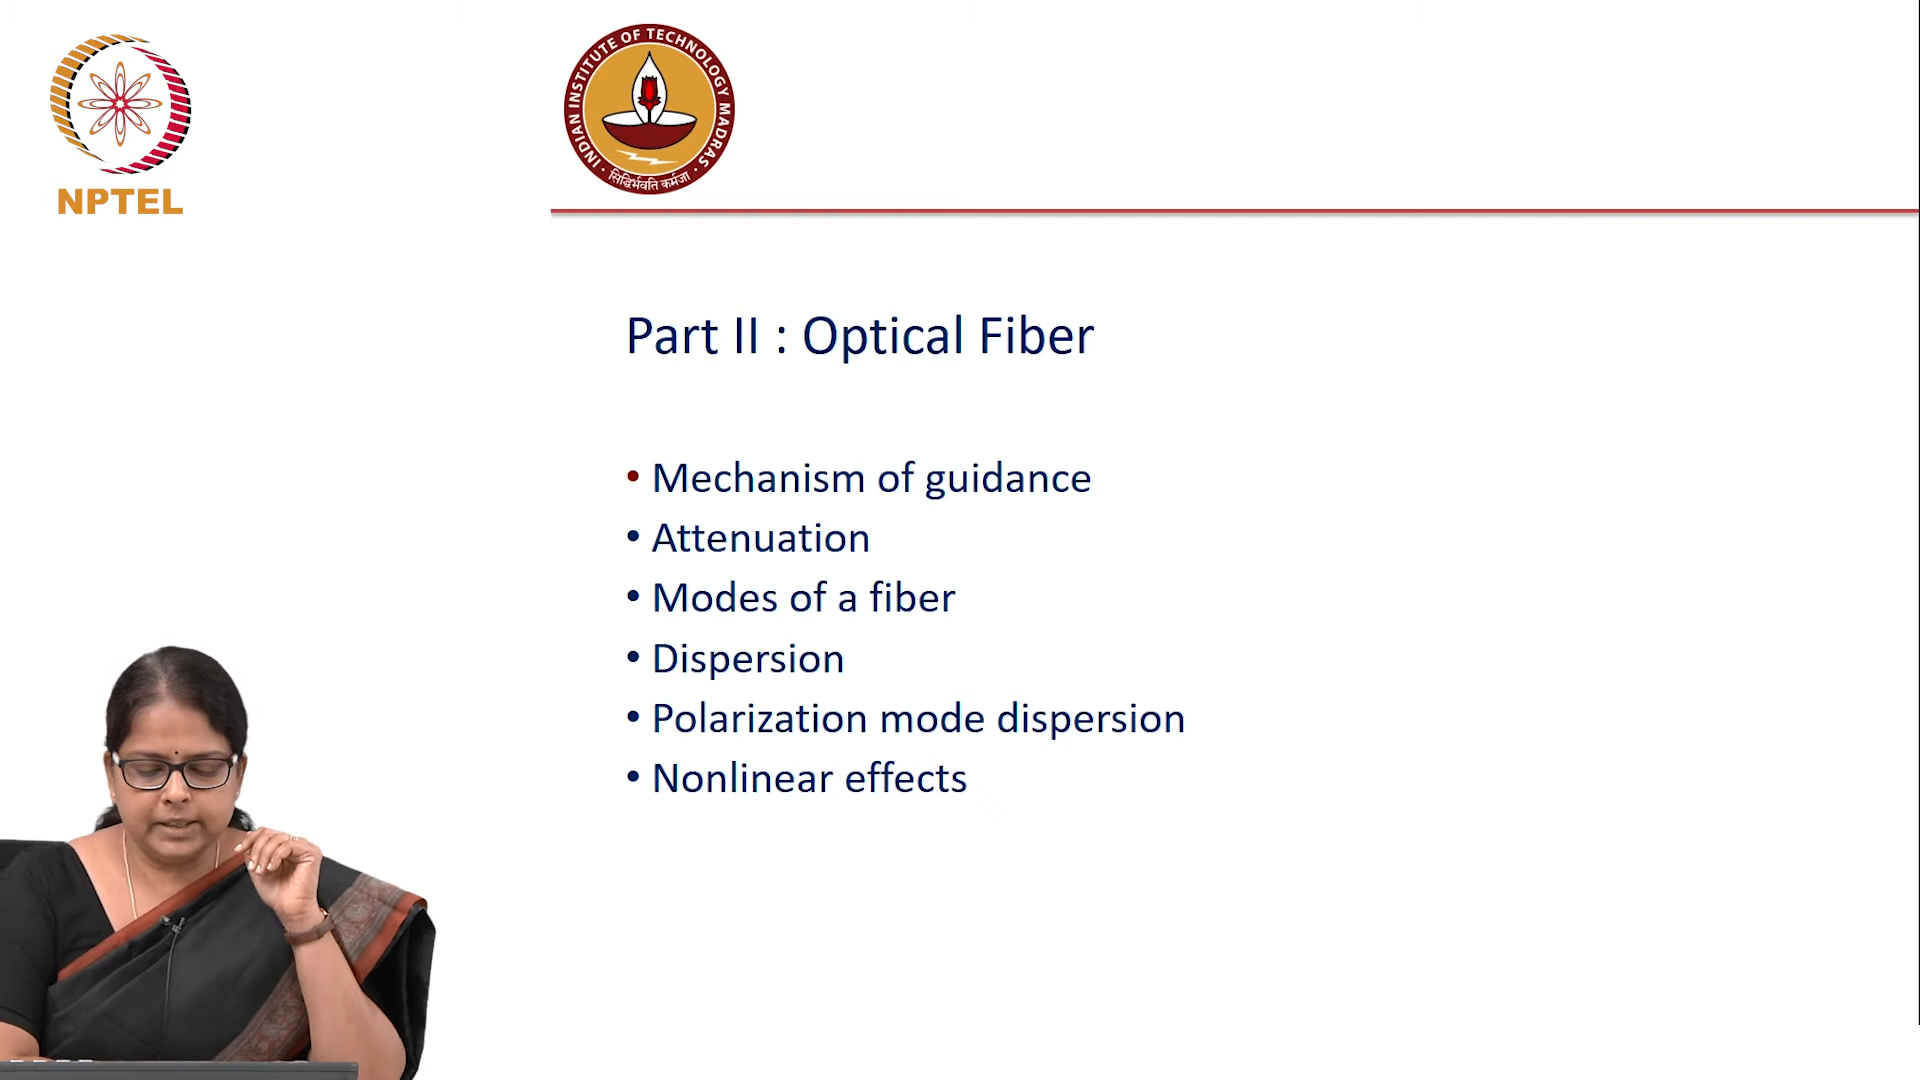 NPTEL
INDIAN INSTITUTE OF TECHNOLOGY MADRAS
सिद्धिर्भवति कर्मजा
Part II : Optical Fiber
• Mechanism of guidance
• Attenuation
• Modes of a fiber
• Dispersion
• Polarization mode dispersion
• Nonlinear effects